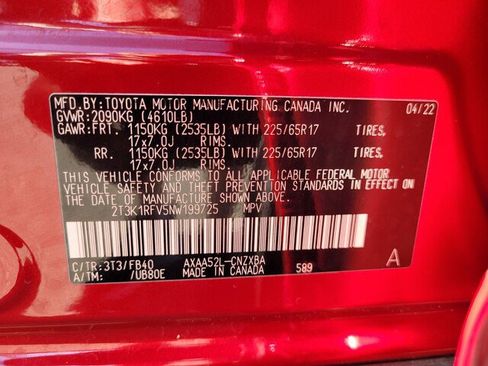 MFD.BY:TOYOTA MOTOR MANUFACTURING CANADA INC. 04/22
GVWR:2090KG (4610LB)
GAWR:FRT. 1150KG (2535LB) WITH 225/65R17 TIRES,
17x7.0J RIMS.
RR. 1150KG (2535LB) WITH 225/65R17 TIRES,
17x7.0J RIMS.
THIS VEHICLE CONFORMS TO ALL APPLICABLE FEDERAL MOTOR
VEHICLE SAFETY AND THEFT PREVENTION STANDARDS IN EFFECT ON
THE DATE OF MANUFACTURE SHOWN ABOVE.
2T3K1RFV5NW199725 MPV
C/TR:3T3/FB40 AXAA52L-CNZXBA A
A/TM: /UB80E MADE IN CANADA 589